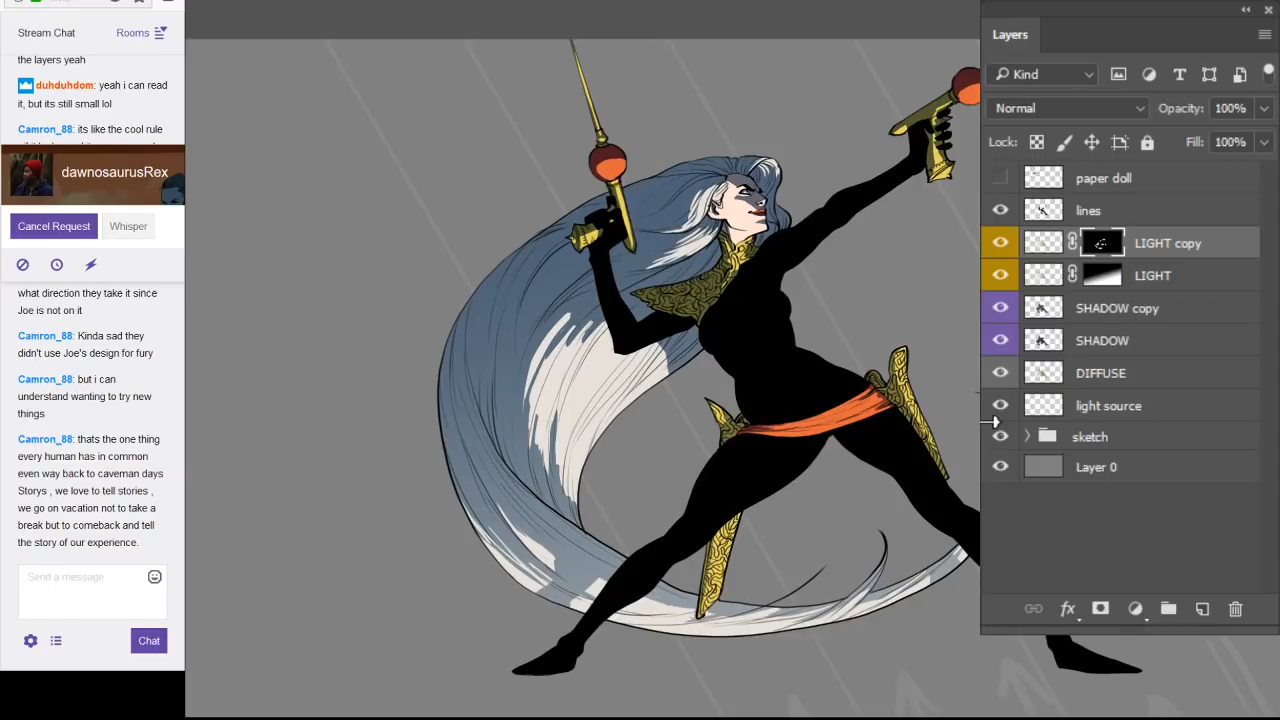 Stream Chat
Rooms
the layers yeah
duhduhdom: yeah i can read
it, but its still small lol
Camron_88: its like the cool rule
dawnosaurusRex
Cancel Request
Whisper
what direction they take it since
Joe is not on it
Camron_88: Kinda sad they
didn't use Joe's design for fury
Camron_88: but i can
understand wanting to try new
things
Camron_88: thats the one thing
every human has in common
even way back to caveman days
Storys , we love to tell stories ,
we go on vacation not to take a
break but to comeback and tell
the story of our experience.
Send a message
Chat
Layers
Kind
Normal
Opacity: 100%
Lock:
Fill: 100%
paper doll
lines
LIGHT copy
LIGHT
SHADOW copy
SHADOW
DIFFUSE
light source
sketch
Layer 0
fx